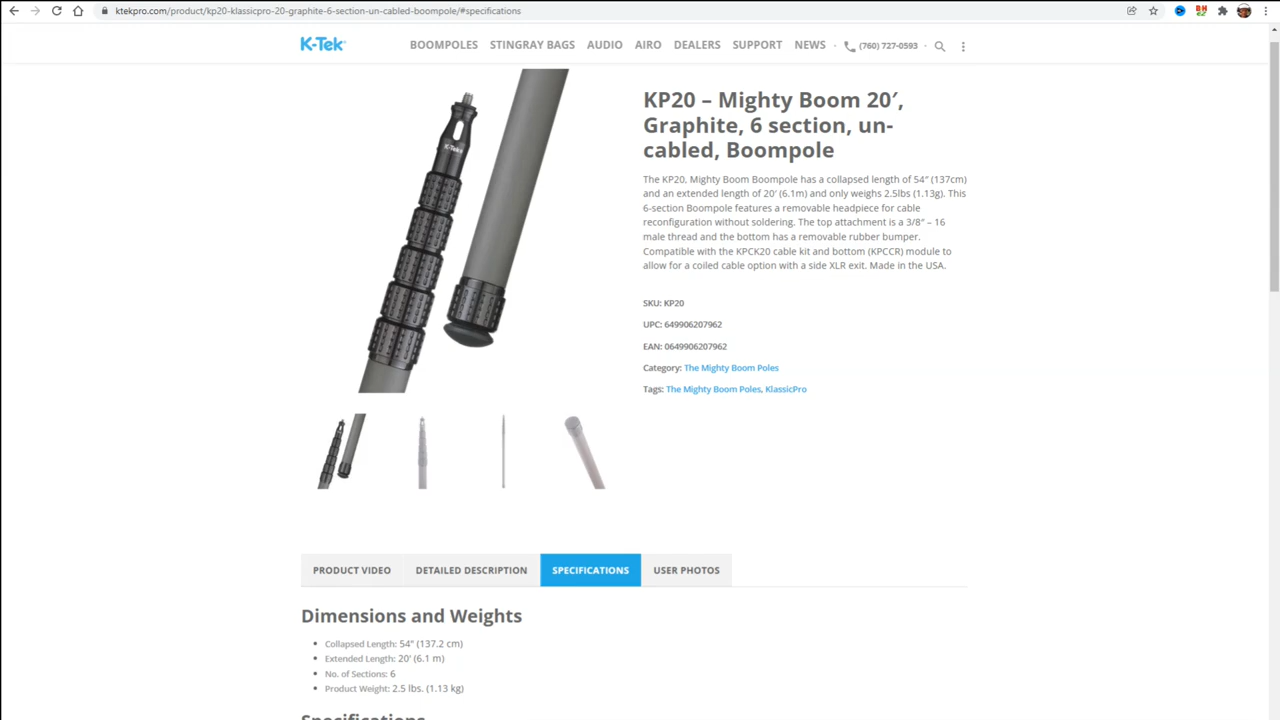 ktekpro.com/product/kp20-klassicpro-20-graphite-6-section-un-cabled-boompole/#specifications
K-Tek
BOOMPOLES STINGRAY BAGS AUDIO AIRO DEALERS SUPPORT NEWS (760) 727-0593
K-Tek
KP20 – Mighty Boom 20′,
Graphite, 6 section, un-
cabled, Boompole
The KP20, Mighty Boom Boompole has a collapsed length of 54″ (137cm)
and an extended length of 20′ (6.1m) and only weighs 2.5lbs (1.13g). This
6-section Boompole features a removable headpiece for cable
reconfiguration without soldering. The top attachment is a 3/8″ – 16
male thread and the bottom has a removable rubber bumper.
Compatible with the KPCK20 cable kit and bottom (KPCCR) module to
allow for a coiled cable option with a side XLR exit. Made in the USA.
SKU: KP20
UPC: 649906207962
EAN: 0649906207962
Category: The Mighty Boom Poles
Tags: The Mighty Boom Poles, KlassicPro
PRODUCT VIDEO DETAILED DESCRIPTION SPECIFICATIONS USER PHOTOS
Dimensions and Weights
• Collapsed Length: 54″ (137.2 cm)
• Extended Length: 20′ (6.1 m)
• No. of Sections: 6
• Product Weight: 2.5 lbs. (1.13 kg)
Specifications